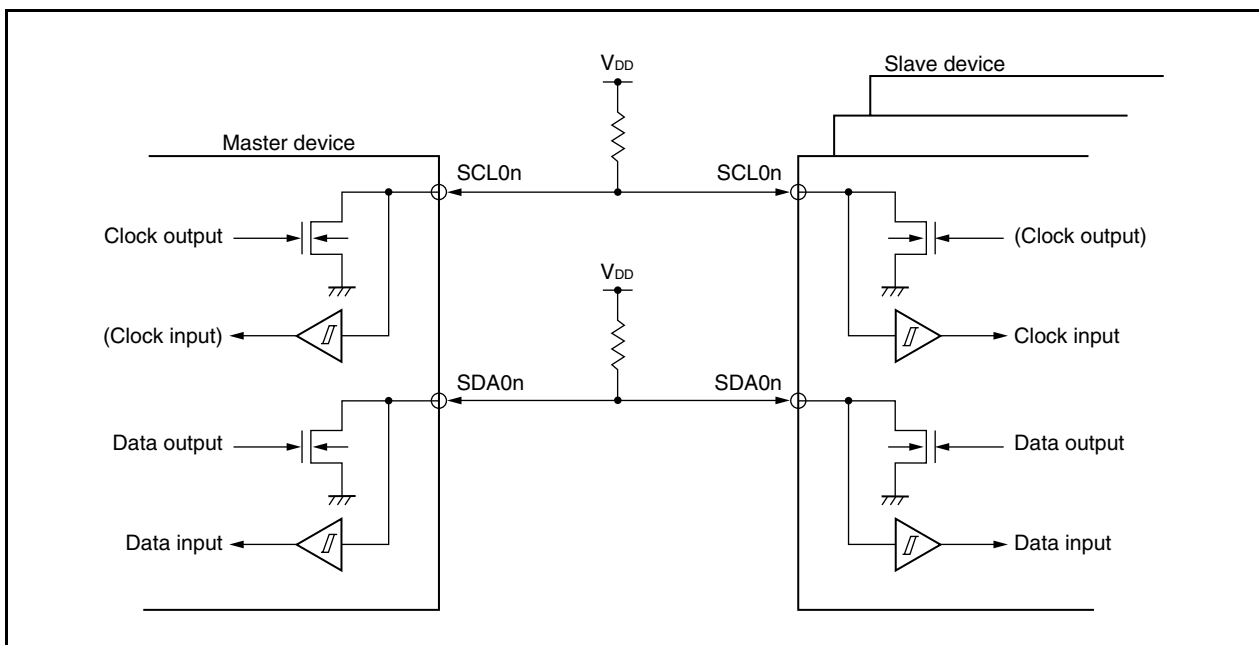 VDD
Slave device
Master device
SCL0n
SCL0n
Clock output
(Clock output)
VDD
(Clock input)
Clock input
SDA0n
SDA0n
Data output
Data output
Data input
Data input